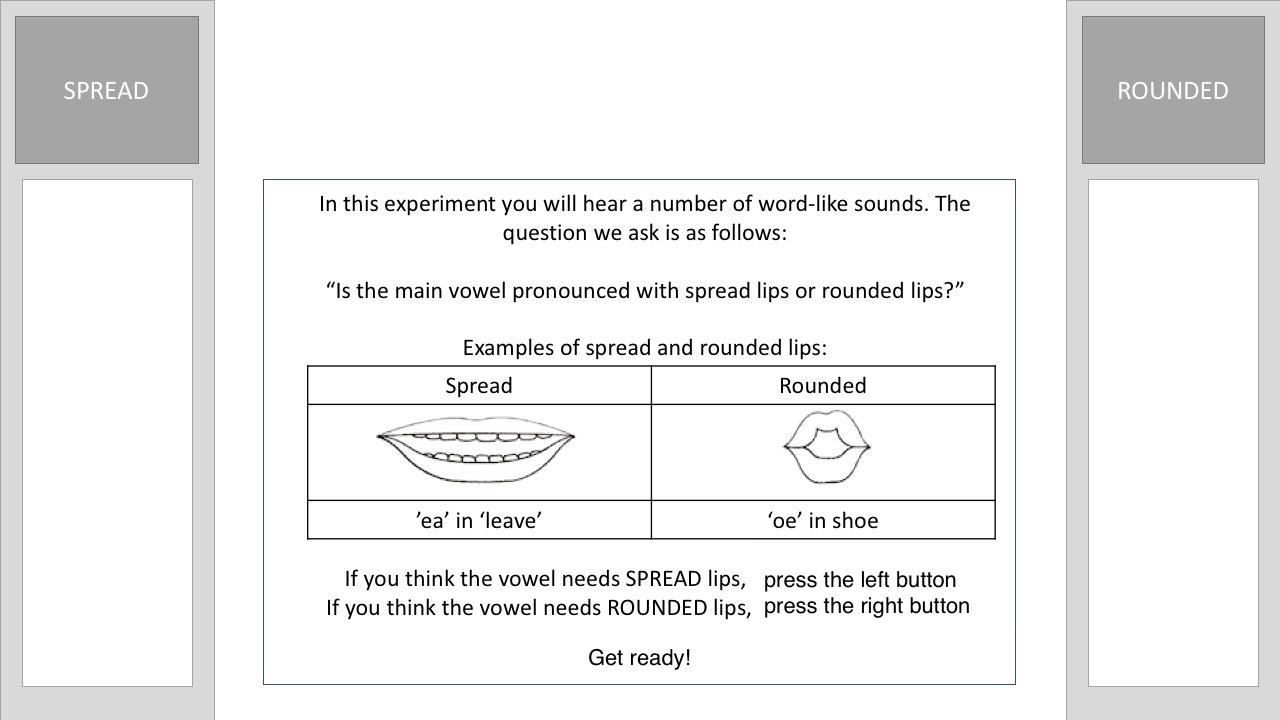 SPREAD
ROUNDED
In this experiment you will hear a number of word-like sounds. The
question we ask is as follows:
“Is the main vowel pronounced with spread lips or rounded lips?”
Examples of spread and rounded lips:
Spread
Rounded
’ea’ in ‘leave’
‘oe’ in shoe
If you think the vowel needs SPREAD lips, press the left button
If you think the vowel needs ROUNDED lips, press the right button
Get ready!